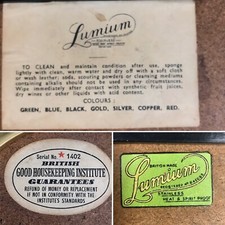 Lumium
TO CLEAN and maintain condition after use, sponge
lightly with clean, warm water and dry off with a soft cloth
or wash leather; soda, scouring powders or cleaning mediums
containing alkalis should not be used in any circumstances.
Wipe immediately after contact with synthetic fruit, wines
or other liquids with acid content.
COLOURS:
GREEN, BLUE, BLACK, GOLD, SILVER, COPPER, RED.
Serial No. ★ 1402
BRITISH
GOOD HOUSEKEEPING INSTITUTE
GUARANTEES
REFUND OF MONEY OR REPLACEMENT
IF NOT IN CONFORMITY WITH THE
INSTITUTE'S STANDARDS
BRITISH MADE
Lumium
STAINLESS
HEAT & SPIRIT PROOF